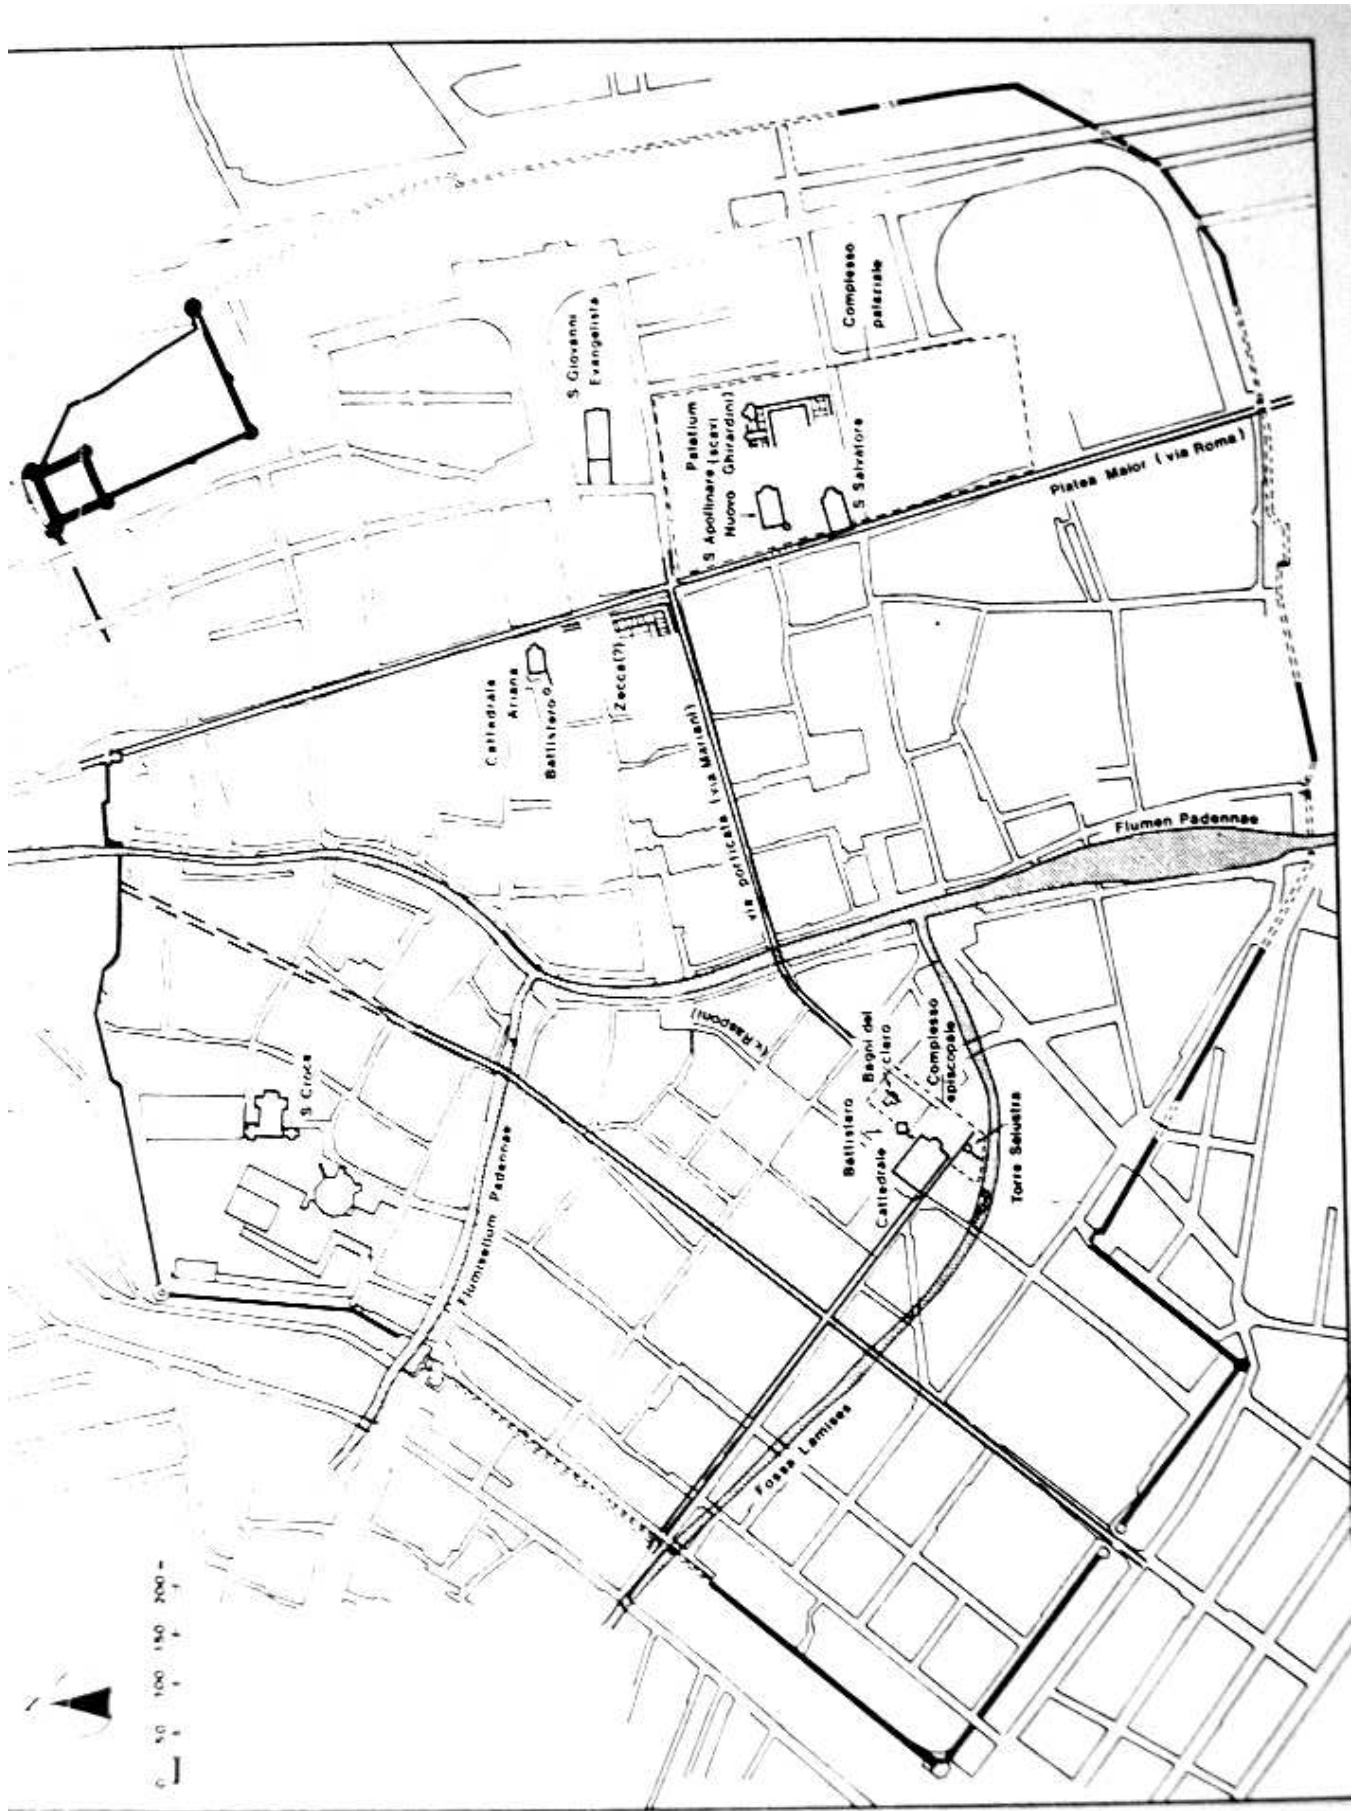 S Giovanni
Evangelista
Complesso
palaziale
Palatium
(scavi
Ghirardini)
S Apollinare
Nuovo
S Salvatore
Platea Maior (via Roma)
Cattedrale
Ariana
Battistero
Zecca(?)
via porticata (via Mariani)
Flumen Padennae
S Croce
(v. Rasponi)
Flumisellum Padennae
Bagni del
clero
Complesso
episcopale
Battistero
Cattedrale
Torre Salustra
Fossa Lamises
0 50 100 150 200